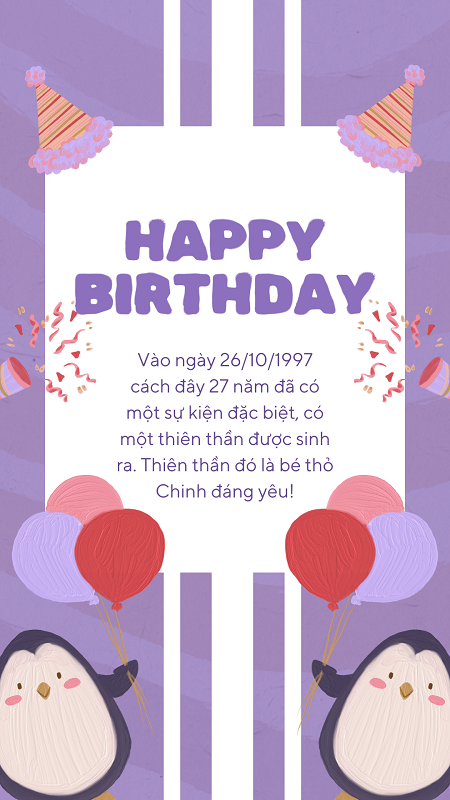 HAPPY
BIRTHDAY
Vào ngày 26/10/1997
cách đây 27 năm đã có
một sự kiện đặc biệt, có
một thiên thần được sinh
ra. Thiên thần đó là bé thỏ
Chinh đáng yêu!